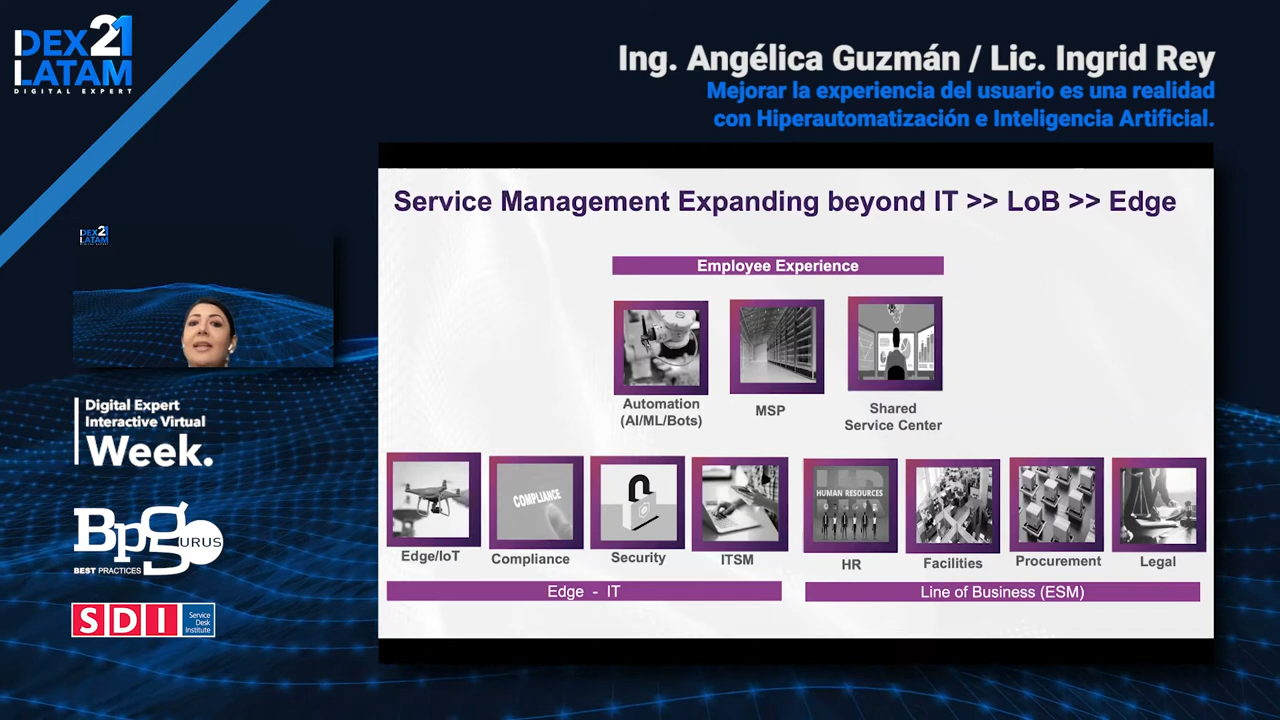 DEX21
LATAM
DIGITAL EXPERT
Ing. Angélica Guzmán / Lic. Ingrid Rey
Mejorar la experiencia del usuario es una realidad
con Hiperautomatización e Inteligencia Artificial.
DEX21
LATAM
Digital Expert
Interactive Virtual
Week.
Bpgurus
BEST PRACTICES
SDI
Service
Desk
Institute
Service Management Expanding beyond IT >> LoB >> Edge
Employee Experience
Automation
(AI/ML/Bots)
MSP
Shared
Service Center
COMPLIANCE
HUMAN RESOURCES
Edge/IoT
Compliance
Security
ITSM
HR
Facilities
Procurement
Legal
Edge - IT
Line of Business (ESM)